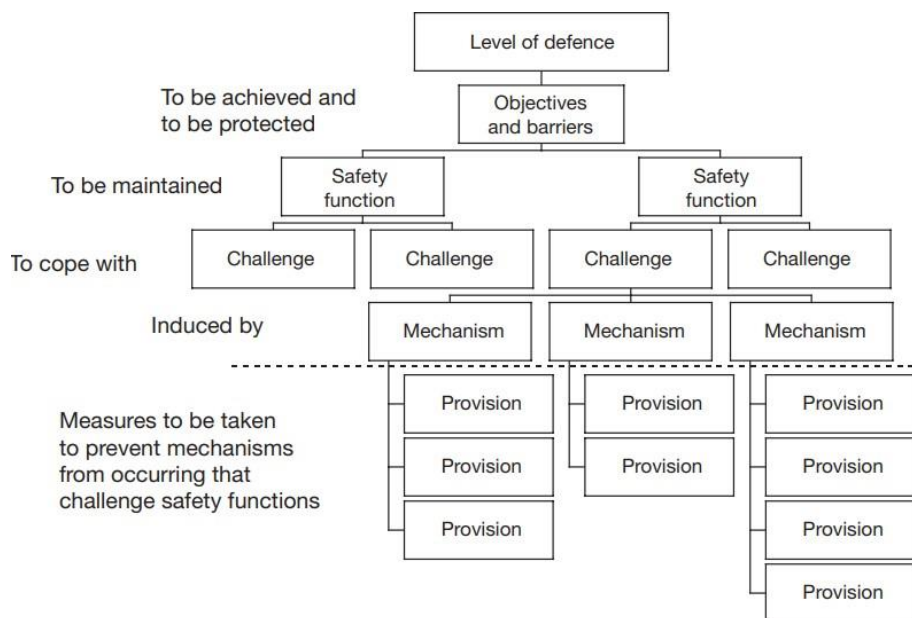 Level of defence
To be achieved and
to be protected
Objectives
and barriers
To be maintained
Safety
function
Safety
function
To cope with
Challenge
Challenge
Challenge
Challenge
Induced by
Mechanism
Mechanism
Mechanism
Measures to be taken
to prevent mechanisms
from occurring that
challenge safety functions
Provision
Provision
Provision
Provision
Provision
Provision
Provision
Provision
Provision